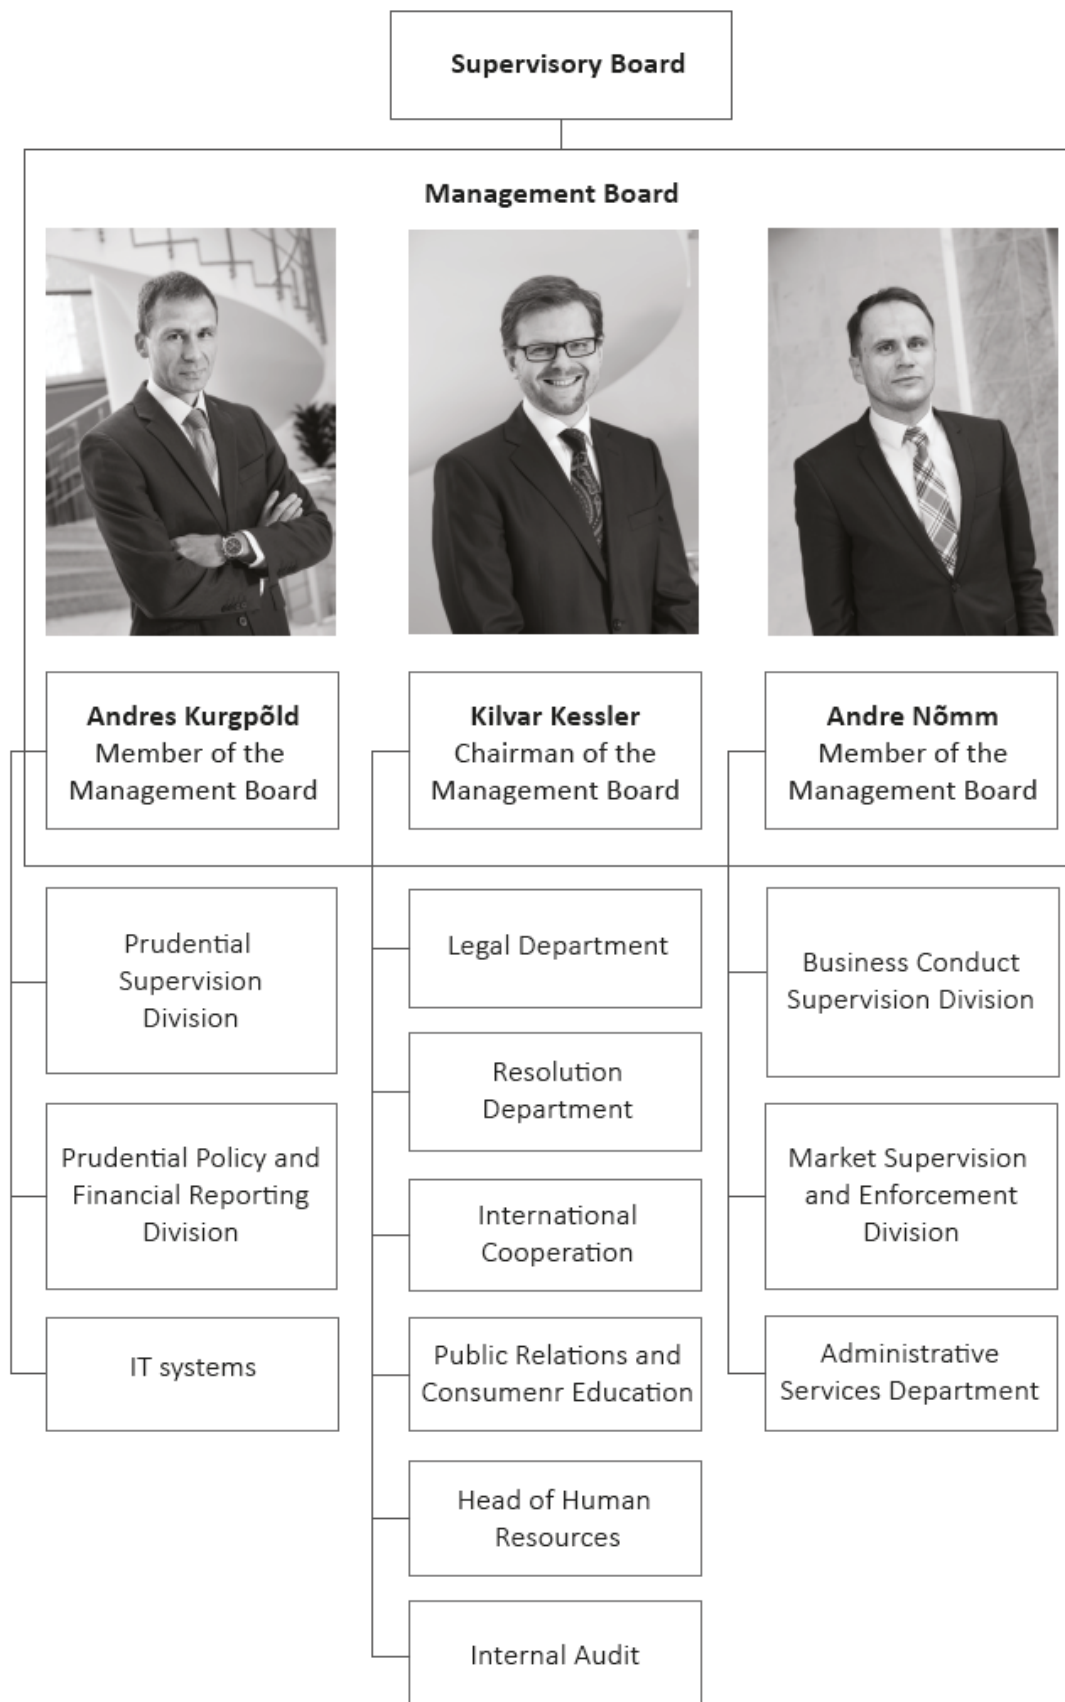 Supervisory Board
Management Board
Andres Kurgpõld
Member of the
Management Board
Kilvar Kessler
Chairman of the
Management Board
Andre Nõmm
Member of the
Management Board
Prudential
Supervision
Division
Prudential Policy and
Financial Reporting
Division
IT systems
Legal Department
Resolution
Department
International
Cooperation
Public Relations and
Consumenr Education
Head of Human
Resources
Internal Audit
Business Conduct
Supervision Division
Market Supervision
and Enforcement
Division
Administrative
Services Department